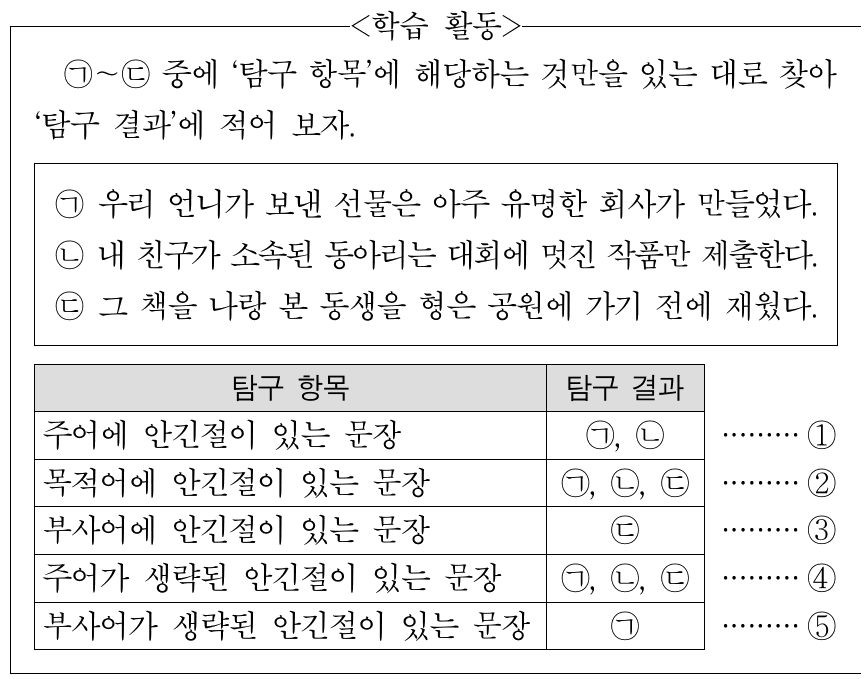 <학습 활동>
㉠~㉢ 중에 ‘탐구 항목’에 해당하는 것만을 있는 대로 찾아
‘탐구 결과’에 적어 보자.
㉠ 우리 언니가 보낸 선물은 아주 유명한 회사가 만들었다.
㉡ 내 친구가 소속된 동아리는 대회에 멋진 작품만 제출한다.
㉢ 그 책을 나랑 본 동생을 형은 공원에 가기 전에 재웠다.
탐구 항목 탐구 결과
주어에 안긴절이 있는 문장 ㉠, ㉡ ……… ①
목적어에 안긴절이 있는 문장 ㉠, ㉡, ㉢ ……… ②
부사어에 안긴절이 있는 문장 ㉢ ……… ③
주어가 생략된 안긴절이 있는 문장 ㉠, ㉡, ㉢ ……… ④
부사어가 생략된 안긴절이 있는 문장 ㉠ ……… ⑤